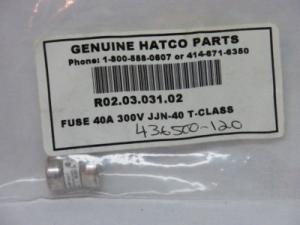 GENUINE HATCO PARTS
Phone: 1-800-558-0607 or 414-671-6350
R02.03.031.02
FUSE 40A 300V JJN-40 T-CLASS
436500-120